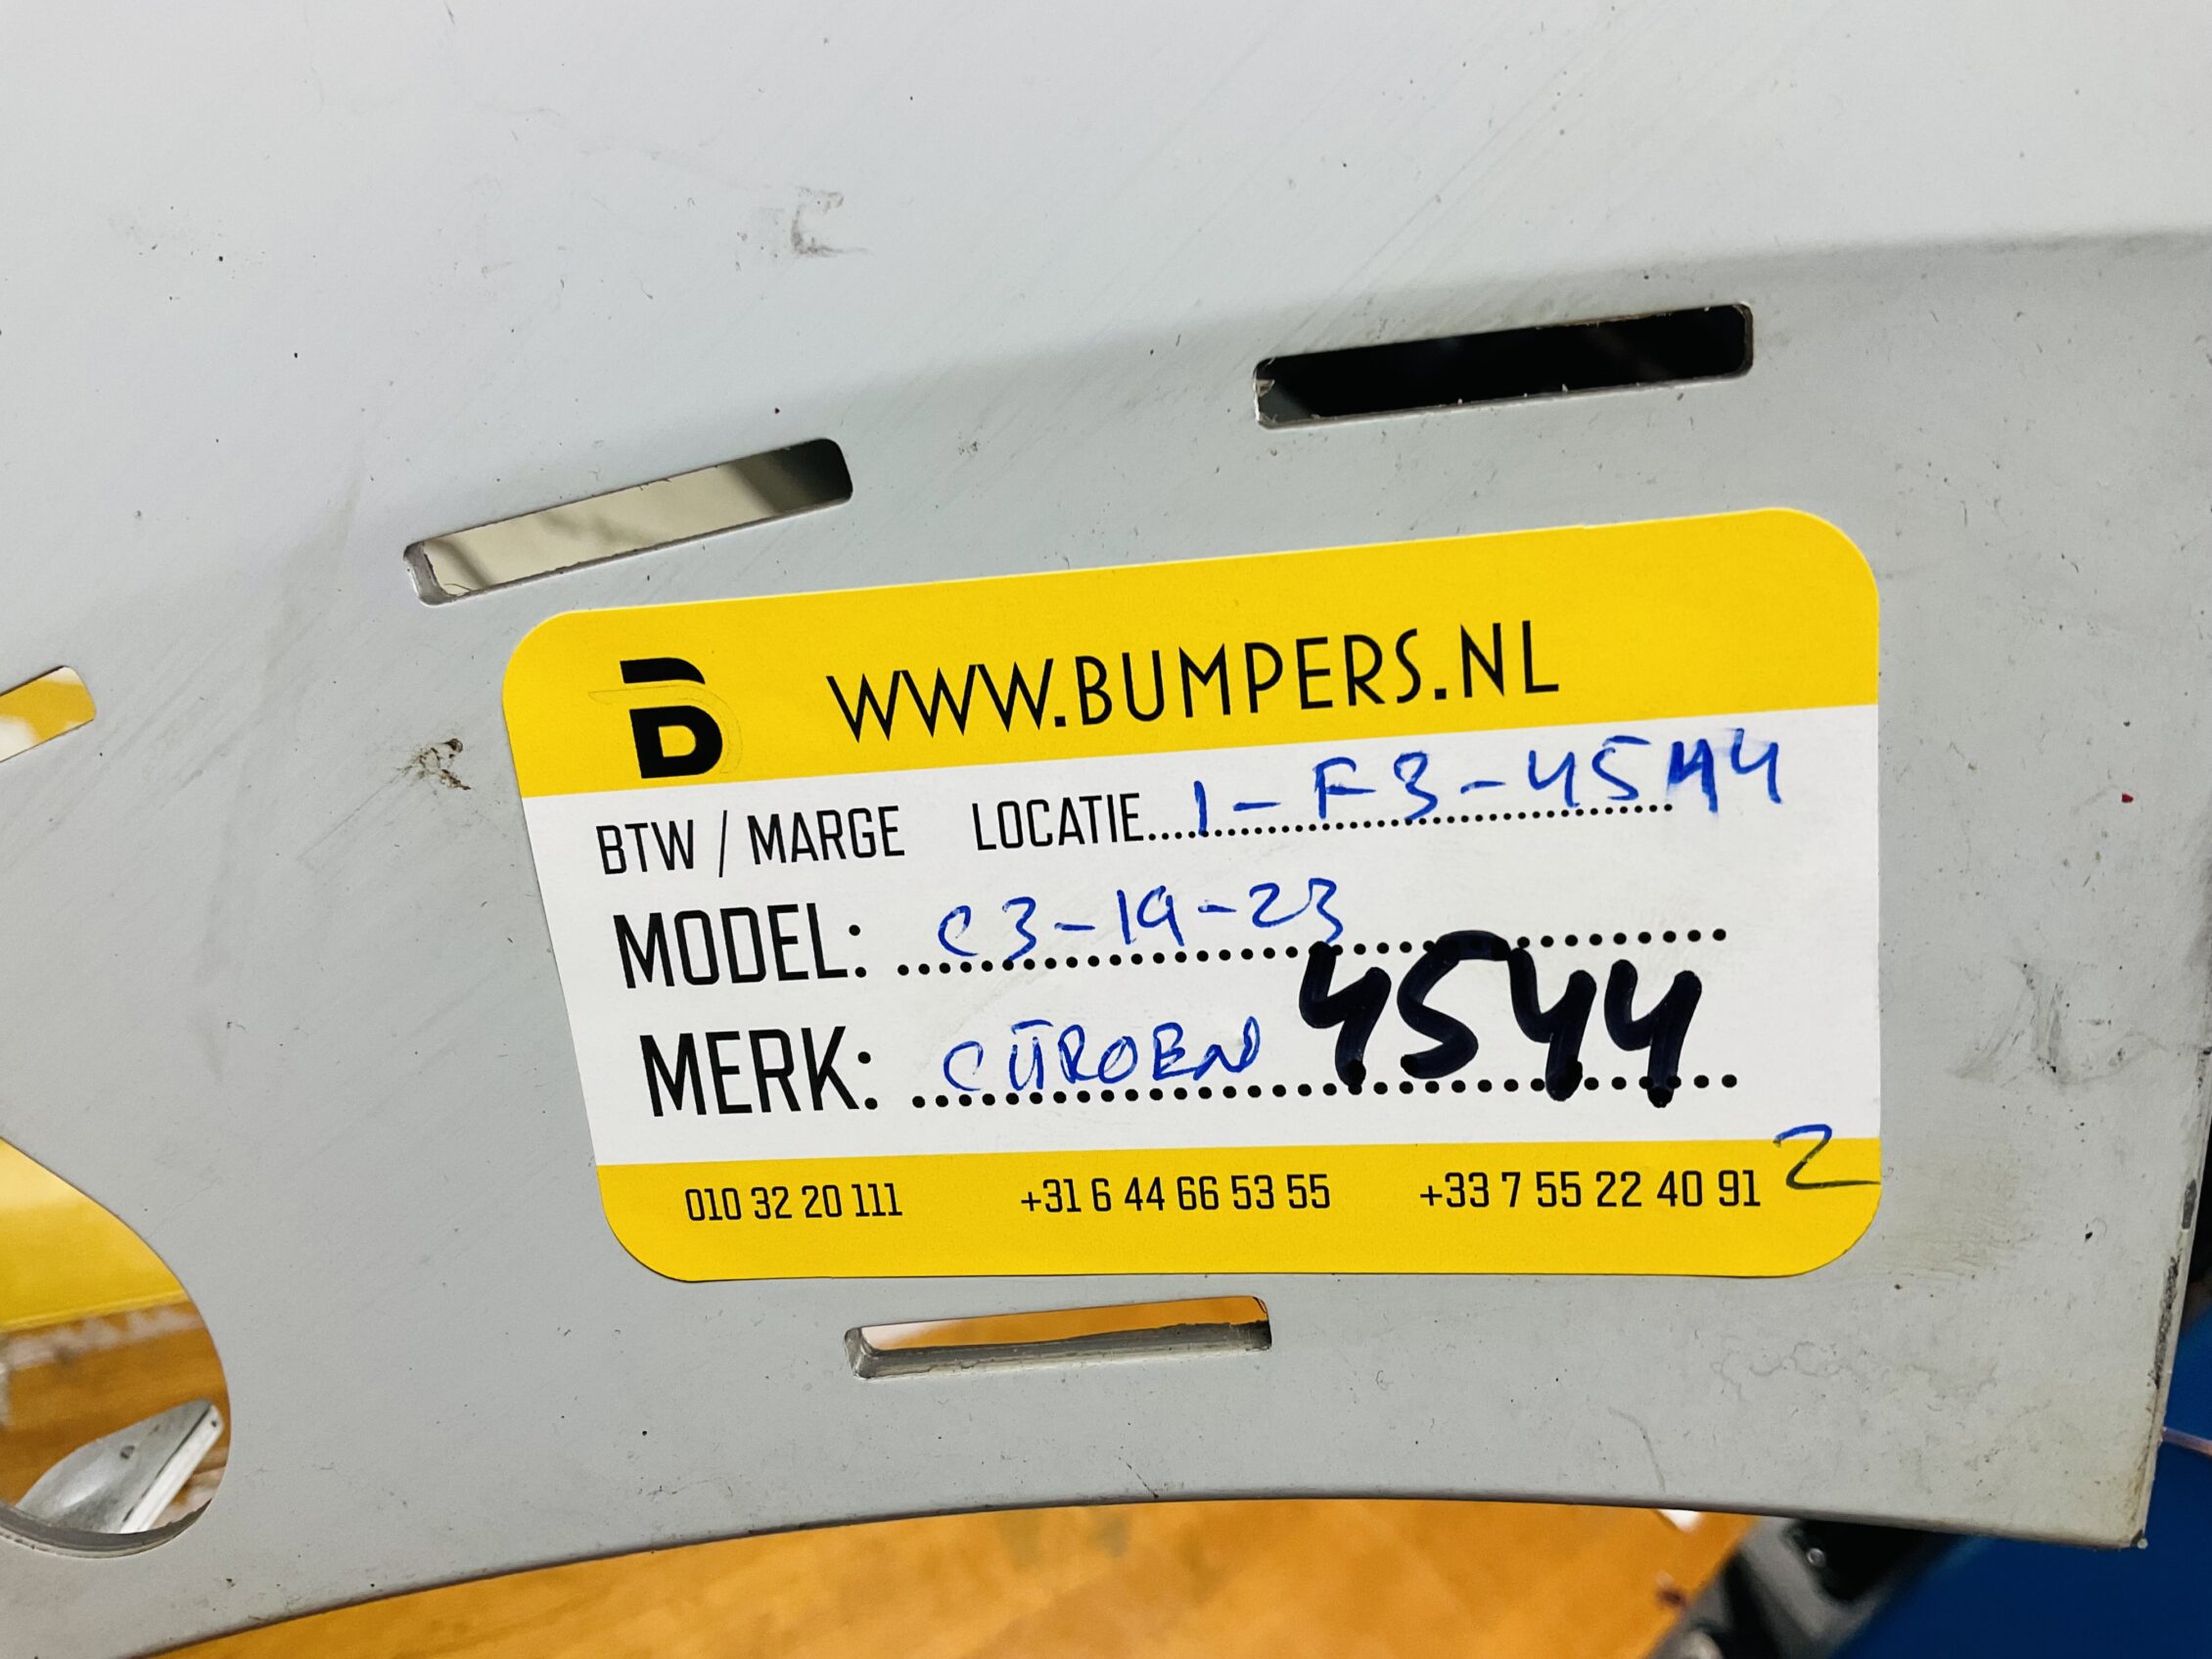 WWW.BUMPERS.NL
BTW / MARGE LOCATIE 1-F3-4544
MODEL: C3-19-23
MERK: CITROEN 4544
2
010 32 20 111 +31 6 44 66 53 55 +33 7 55 22 40 91